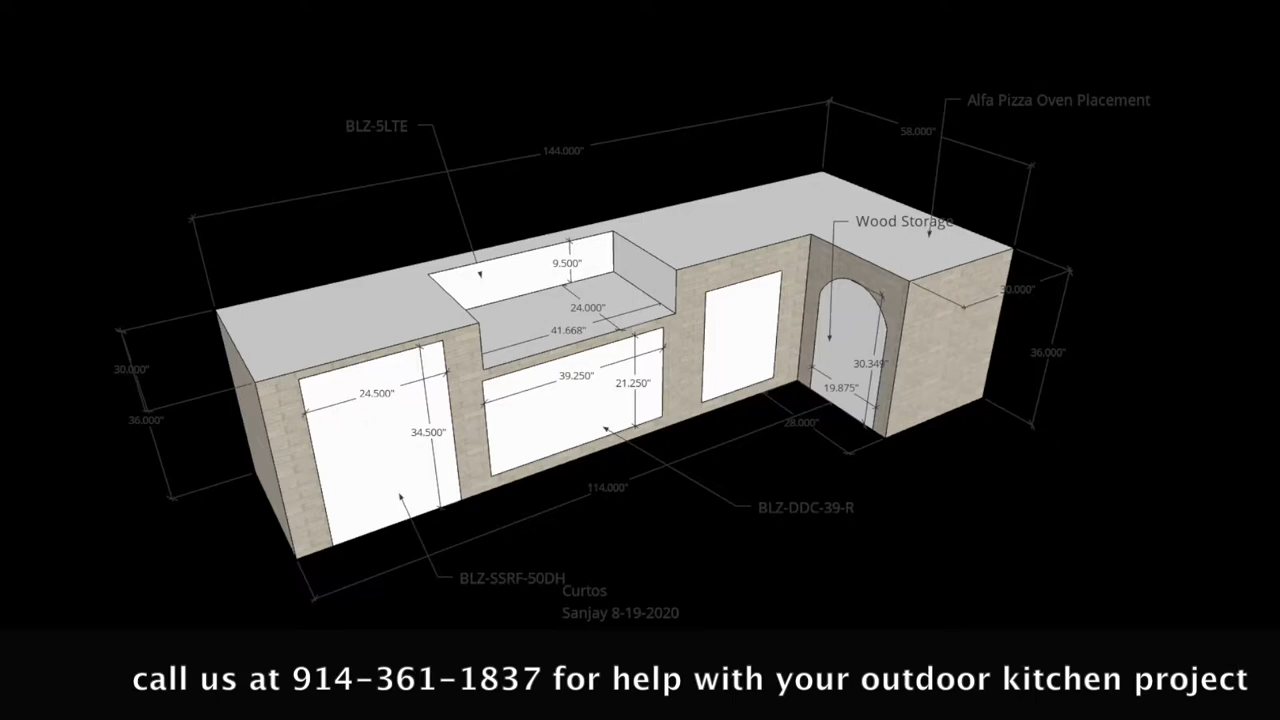 Alfa Pizza Oven Placement
BLZ-5LTE
58.000"
144.000"
Wood Storage
9.500"
30.000"
24.000"
41.668"
36.000"
30.349"
30.000"
39.250"
21.250"
19.875"
24.500"
36.000"
28.000"
34.500"
114.000"
BLZ-DDC-39-R
BLZ-SSRF-50DH
Curtos
Sanjay 8-19-2020
call us at 914-361-1837 for help with your outdoor kitchen project